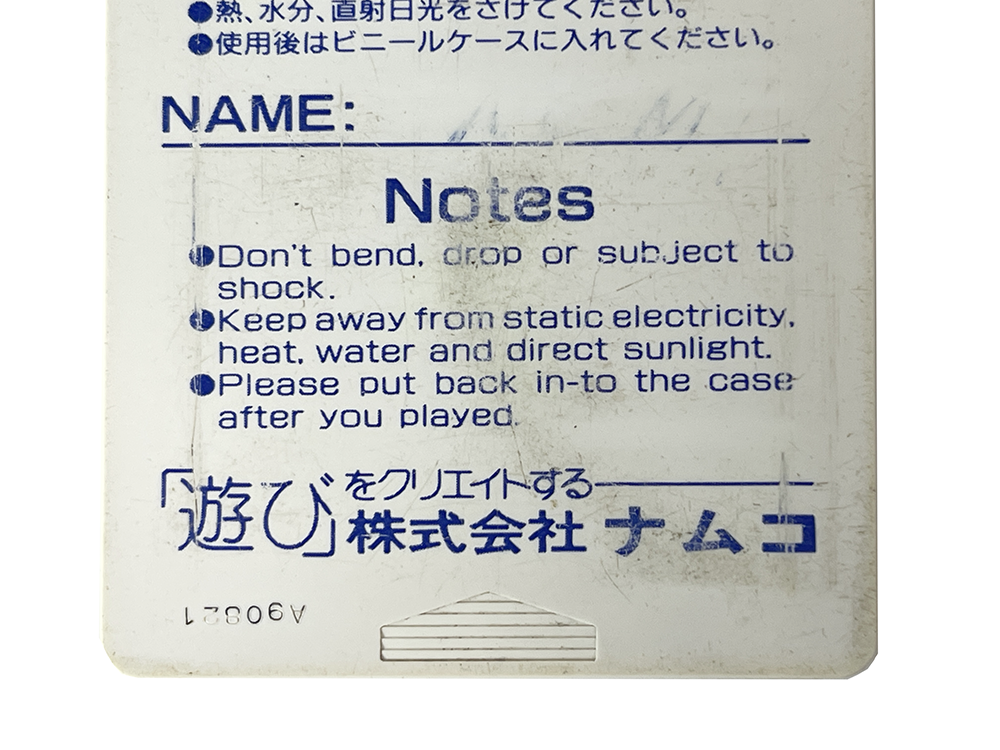 ●熱、水分、直射日光をさけてください。
●使用後はビニールケースに入れてください。
NAME:
Notes
●Don't bend, drop or subject to
shock.
●Keep away from static electricity,
heat, water and direct sunlight.
●Please put back in-to the case
after you played.
「遊び」をクリエイトする
株式会社 ナムコ